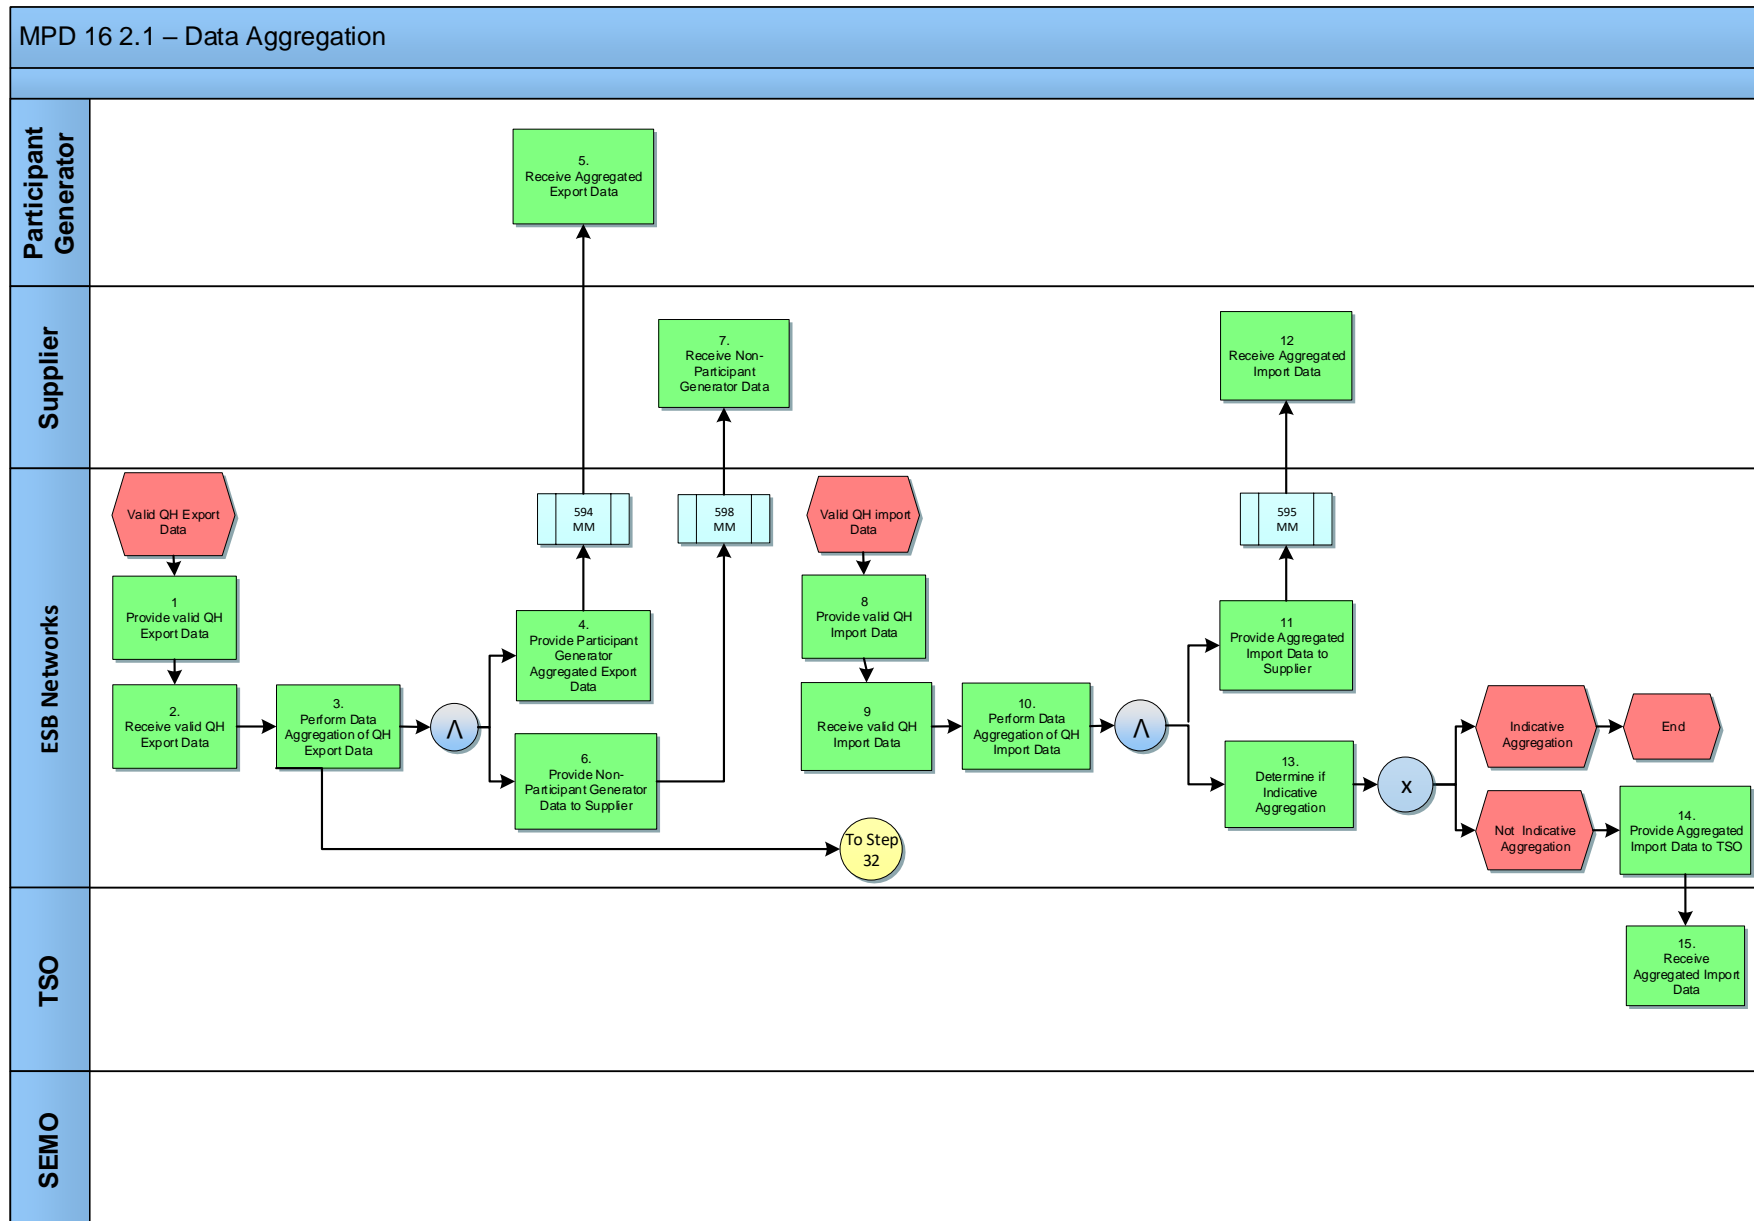 MPD 16 2.1 – Data Aggregation
Participant
Generator
5.
Receive Aggregated
Export Data
Supplier
7.
Receive Non-
Participant
Generator Data
12
Receive Aggregated
Import Data
ESB Networks
Valid QH Export
Data
594
MM
598
MM
Valid QH import
Data
595
MM
1
Provide valid QH
Export Data
4.
Provide Participant
Generator
Aggregated Export
Data
8
Provide valid QH
Import Data
11
Provide Aggregated
Import Data to
Supplier
2.
Receive valid QH
Export Data
3.
Perform Data
Aggregation of QH
Export Data
Λ
6.
Provide Non-
Participant Generator
Data to Supplier
9
Receive valid QH
Import Data
10.
Perform Data
Aggregation of QH
Import Data
Λ
13.
Determine if
Indicative
Aggregation
x
Indicative
Aggregation
End
Not Indicative
Aggregation
14.
Provide Aggregated
Import Data to TSO
To Step
32
TSO
15.
Receive
Aggregated Import
Data
SEMO